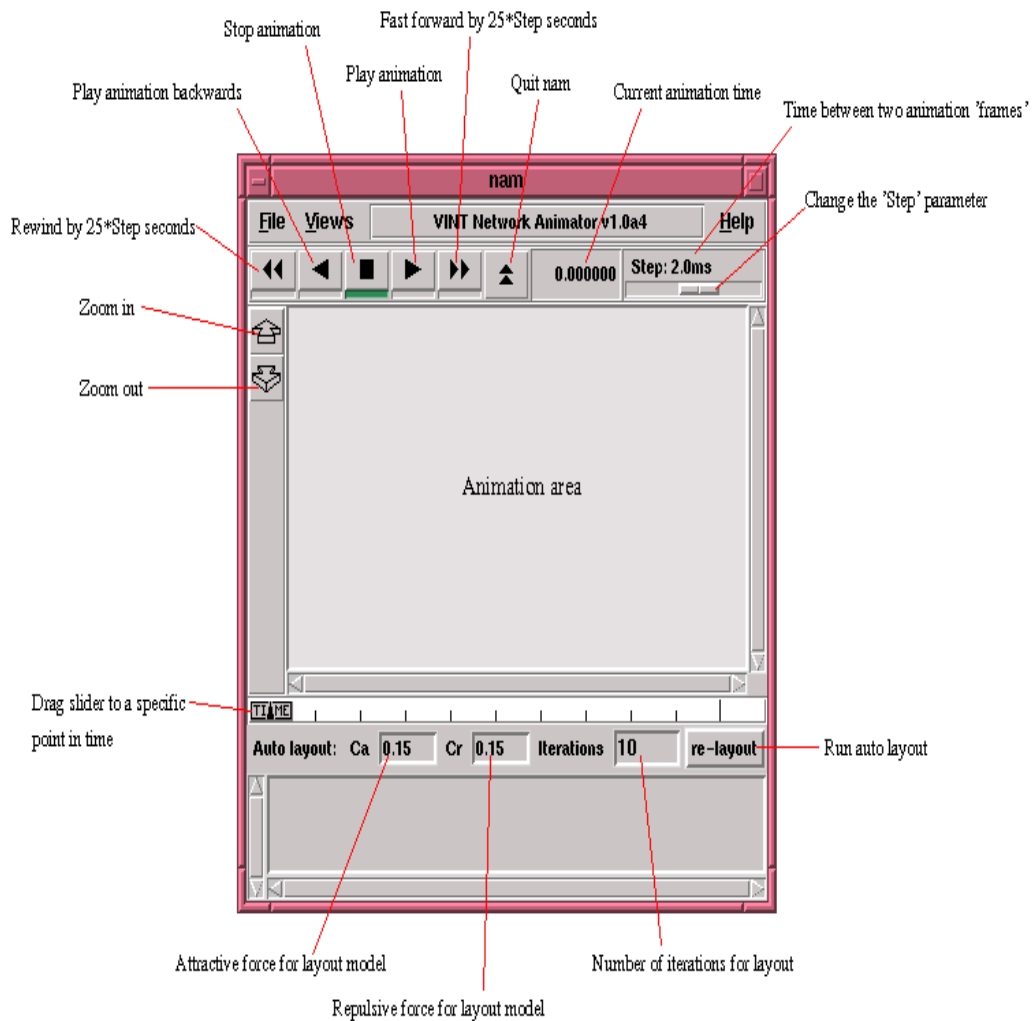 Fast forward by 25*Step seconds
Stop animation
Play animation
Quit nam
Play animation backwards
Current animation time
Time between two animation 'frames'
nam
Change the 'Step' parameter
File Views VINT Network Animator v1.0a4 Help
Rewind by 25*Step seconds
0.000000
Step: 2.0ms
Zoom in
Zoom out
Animation area
Drag slider to a specific
point in time
TIME
Auto layout: Ca 0.15 Cr 0.15 Iterations 10 re-layout
Run auto layout
Attractive force for layout model
Number of iterations for layout
Repulsive force for layout model